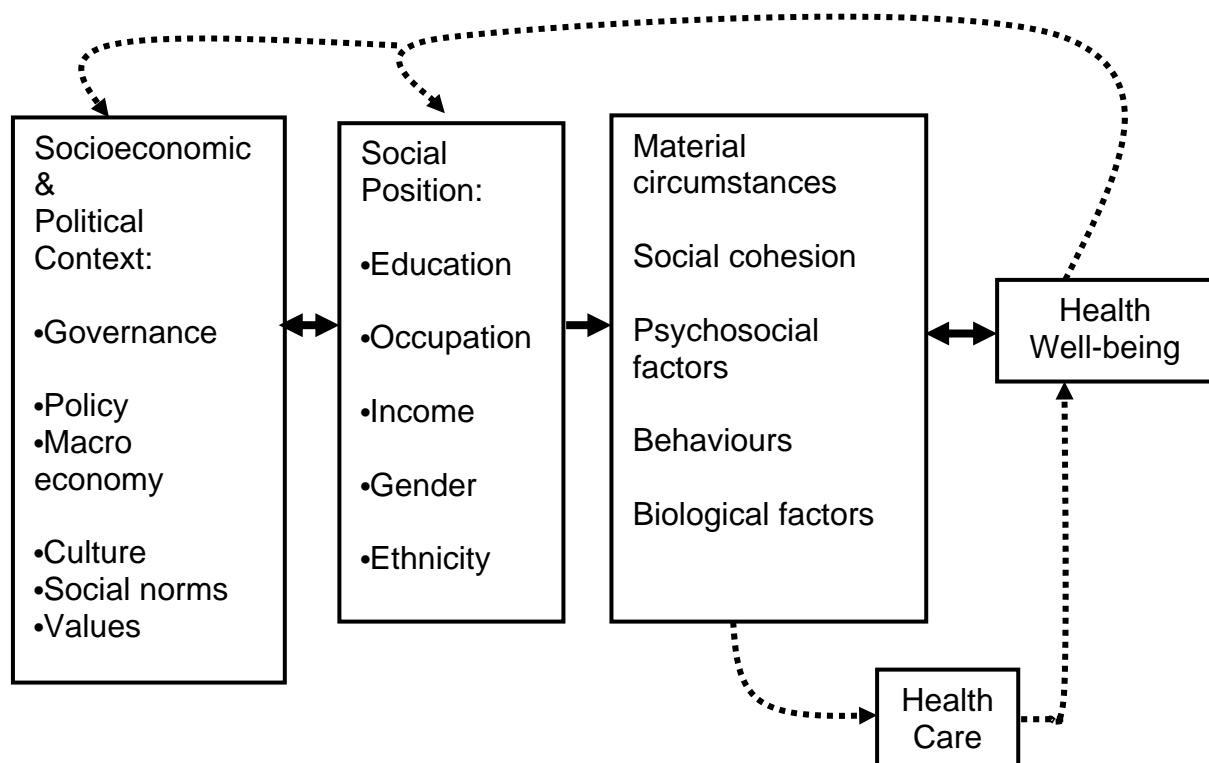 Socioeconomic
&
Political
Context:
•Governance
•Policy
•Macro
economy
•Culture
•Social norms
•Values
Social
Position:
•Education
•Occupation
•Income
•Gender
•Ethnicity
Material
circumstances
Social cohesion
Psychosocial
factors
Behaviours
Biological factors
Health
Well-being
Health
Care